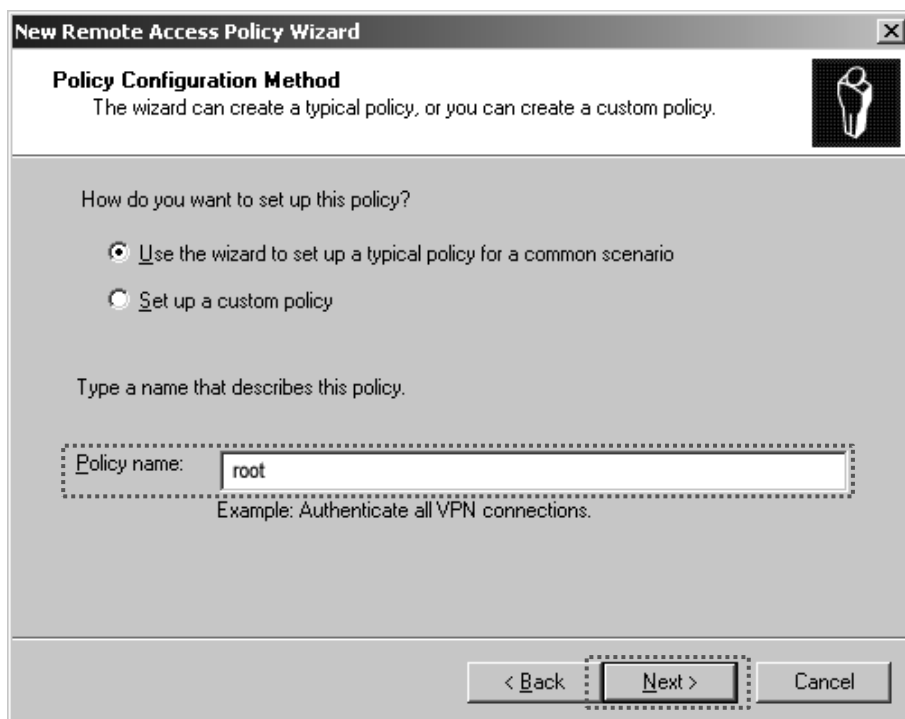 New Remote Access Policy Wizard
Policy Configuration Method
The wizard can create a typical policy, or you can create a custom policy.
How do you want to set up this policy?
Use the wizard to set up a typical policy for a common scenario
Set up a custom policy
Type a name that describes this policy.
Policy name: root
Example: Authenticate all VPN connections.
< Back Next > Cancel